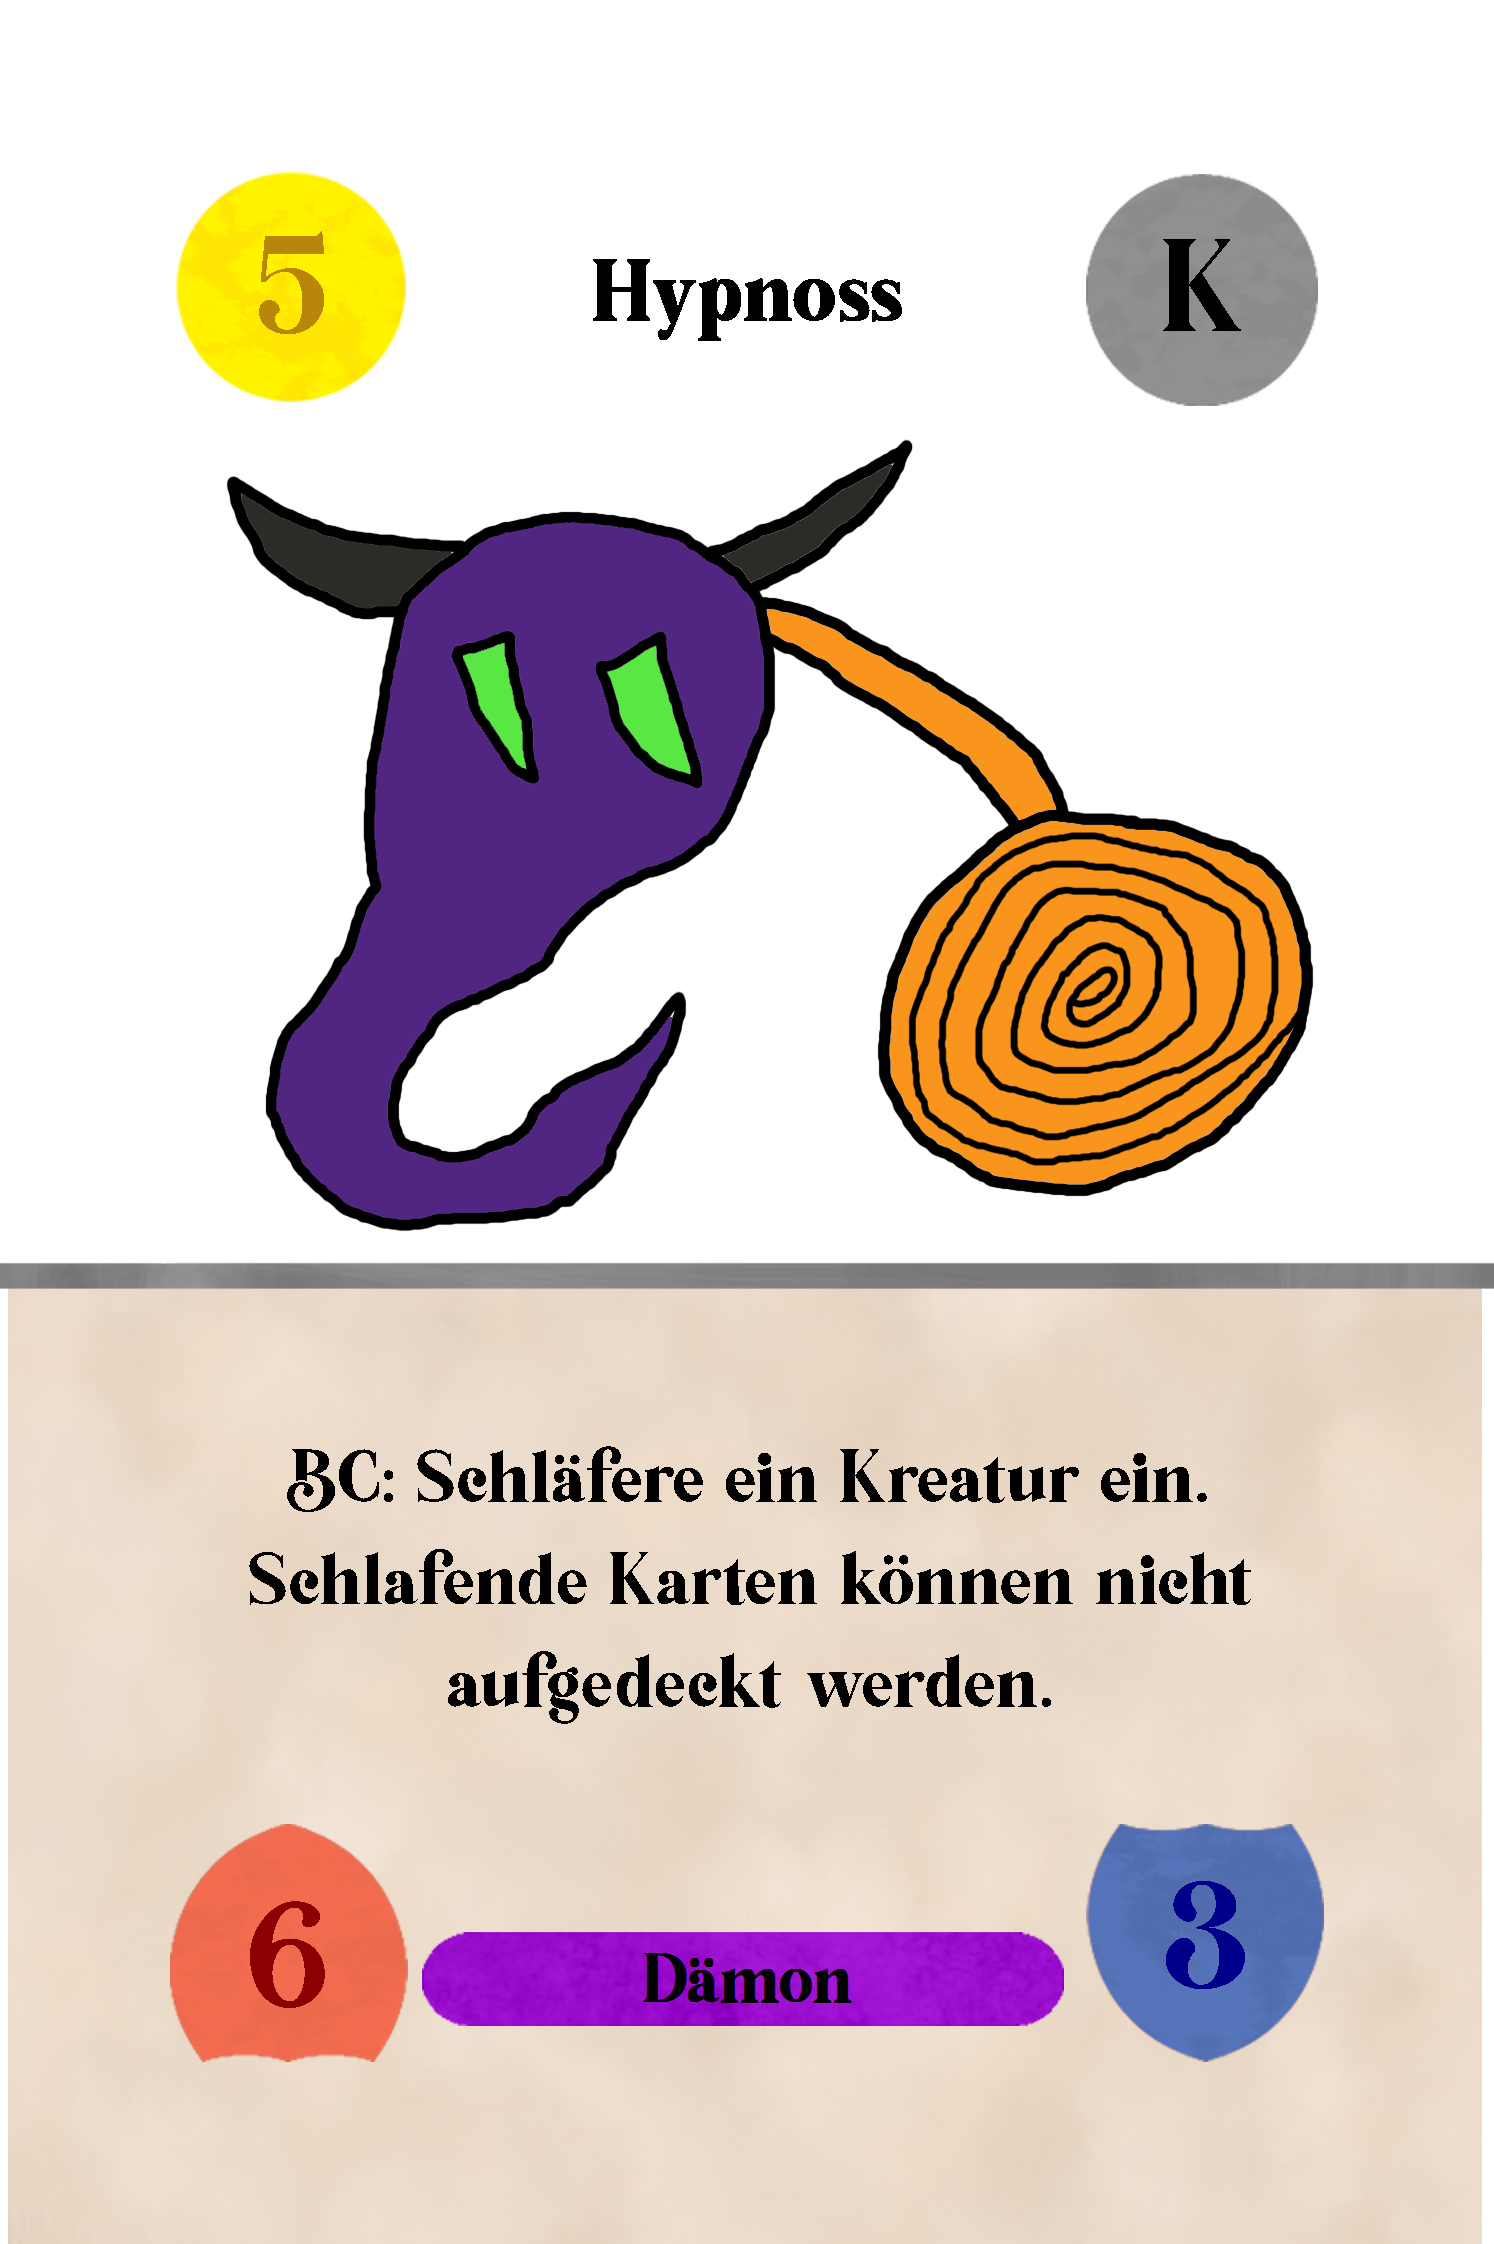 5
Hypnoss
K
BC: Schläfere ein Kreatur ein.
Schlafende Karten können nicht
aufgedeckt werden.
6
Dämon
3